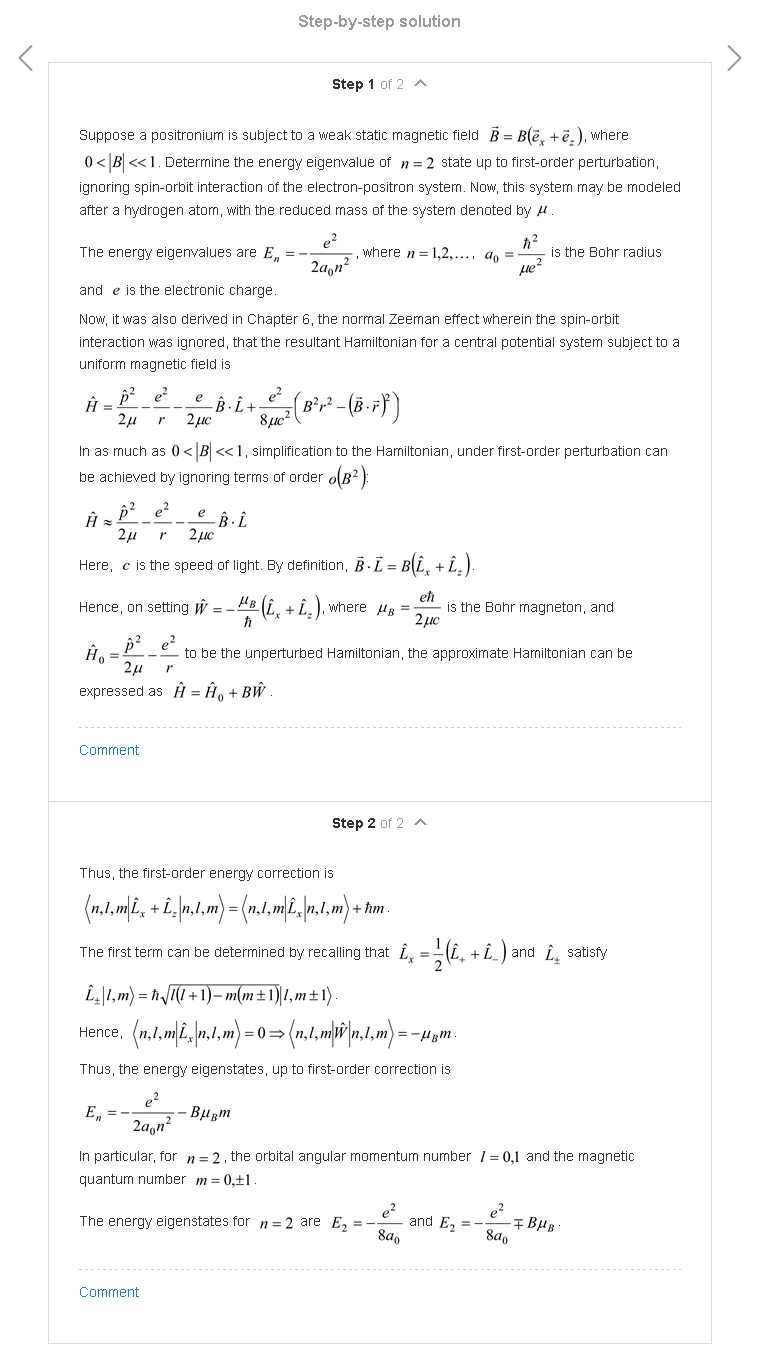 Step-by-step solution
Step 1 of 2
Suppose a positronium is subject to a weak static magnetic field $\vec{B} = B(\vec{e}_x + \vec{e}_z)$, where
$0 < |B| << 1$. Determine the energy eigenvalue of $n = 2$ state up to first-order perturbation,
ignoring spin-orbit interaction of the electron-positron system. Now, this system may be modeled
after a hydrogen atom, with the reduced mass of the system denoted by $\mu$.
The energy eigenvalues are $E_n = -\frac{e^2}{2a_0n^2}$, where $n = 1,2,\ldots,$ $a_0 = \frac{\hbar^2}{\mu e^2}$ is the Bohr radius
and $e$ is the electronic charge.
Now, it was also derived in Chapter 6, the normal Zeeman effect wherein the spin-orbit
interaction was ignored, that the resultant Hamiltonian for a central potential system subject to a
uniform magnetic field is
$\hat{H} = \frac{\hat{p}^2}{2\mu} - \frac{e^2}{r} - \frac{e}{2\mu c}\hat{B}\cdot\hat{L} + \frac{e^2}{8\mu c^2}\left(B^2r^2 - (\vec{B}\cdot\vec{r})^2\right)$
In as much as $0 < |B| << 1$, simplification to the Hamiltonian, under first-order perturbation can
be achieved by ignoring terms of order $o(B^2)$:
$\hat{H} \approx \frac{\hat{p}^2}{2\mu} - \frac{e^2}{r} - \frac{e}{2\mu c}\hat{B}\cdot\hat{L}$
Here, $c$ is the speed of light. By definition, $\vec{B}\cdot\vec{L} = B(\hat{L}_x + \hat{L}_z)$.
Hence, on setting $\hat{W} = -\frac{\mu_B}{\hbar}(\hat{L}_x + \hat{L}_z)$, where $\mu_B = \frac{e\hbar}{2\mu c}$ is the Bohr magneton, and
$\hat{H}_0 = \frac{\hat{p}^2}{2\mu} - \frac{e^2}{r}$ to be the unperturbed Hamiltonian, the approximate Hamiltonian can be
expressed as $\hat{H} = \hat{H}_0 + B\hat{W}$.
Comment
Step 2 of 2
Thus, the first-order energy correction is
$\langle n,l,m|\hat{L}_x + \hat{L}_z|n,l,m\rangle = \langle n,l,m|\hat{L}_x|n,l,m\rangle + \hbar m$.
The first term can be determined by recalling that $\hat{L}_x = \frac{1}{2}(\hat{L}_+ + \hat{L}_-)$ and $\hat{L}_\pm$ satisfy
$\hat{L}_\pm|l,m\rangle = \hbar\sqrt{l(l+1) - m(m\pm1)}|l,m\pm1\rangle$.
Hence, $\langle n,l,m|\hat{L}_x|n,l,m\rangle = 0 \Rightarrow \langle n,l,m|\hat{W}|n,l,m\rangle = -\mu_B m$.
Thus, the energy eigenstates, up to first-order correction is
$E_n = -\frac{e^2}{2a_0n^2} - B\mu_B m$
In particular, for $n = 2$, the orbital angular momentum number $l = 0,1$ and the magnetic
quantum number $m = 0,\pm1$.
The energy eigenstates for $n = 2$ are $E_2 = -\frac{e^2}{8a_0}$ and $E_2 = -\frac{e^2}{8a_0} \mp B\mu_B$.
Comment